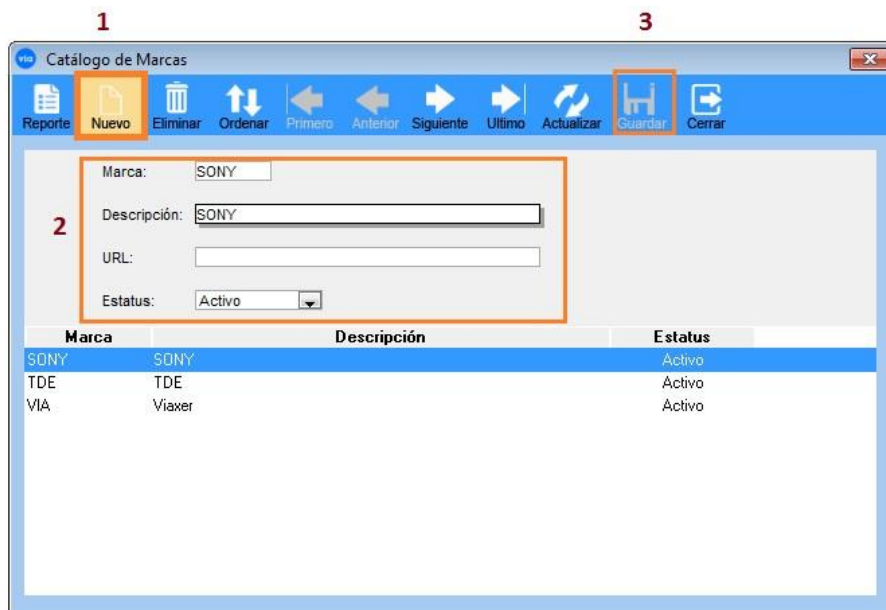 1 3
via Catálogo de Marcas
Reporte Nuevo Eliminar Ordenar Primero Anterior Siguiente Ultimo Actualizar Guardar Cerrar
Marca: SONY
2
Descripción: SONY
URL:
Estatus: Activo
Marca Descripción Estatus
SONY SONY Activo
TDE TDE Activo
VIA Viaxer Activo